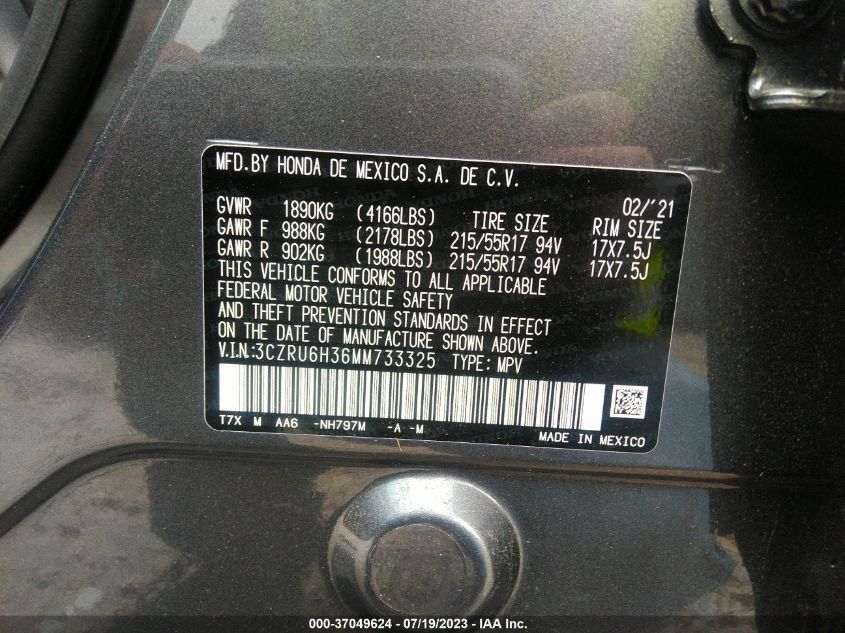 MFD.BY HONDA DE MEXICO S.A. DE C.V.
02/'21
GVWR 1890KG (4166LBS) TIRE SIZE RIM SIZE
GAWR F 988KG (2178LBS) 215/55R17 94V 17X7.5J
GAWR R 902KG (1988LBS) 215/55R17 94V 17X7.5J
THIS VEHICLE CONFORMS TO ALL APPLICABLE
FEDERAL MOTOR VEHICLE SAFETY
AND THEFT PREVENTION STANDARDS IN EFFECT
ON THE DATE OF MANUFACTURE SHOWN ABOVE.
V.I.N:3CZRU6H36MM733325 TYPE: MPV
T7X M AA6 -NH797M -A -M
MADE IN MEXICO
000-37049624 - 07/19/2023 - IAA Inc.